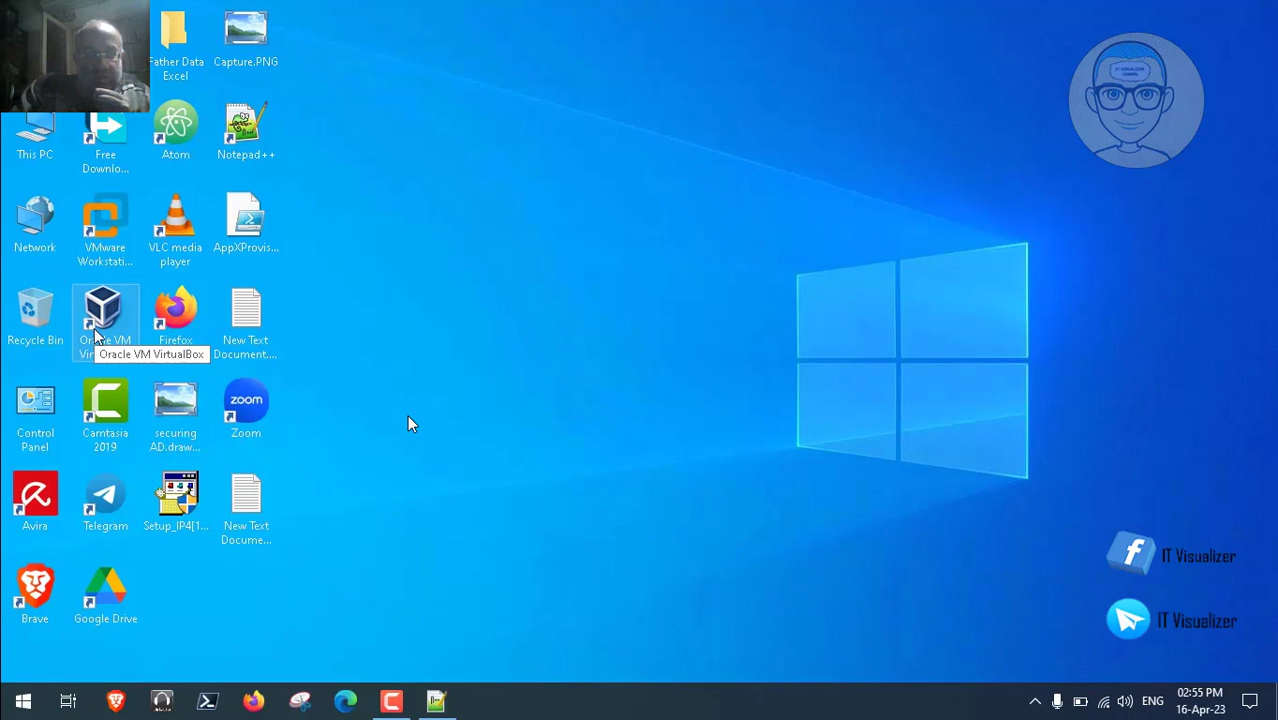 Father Data
Excel
Capture.PNG
This PC
Free
Downlo...
Atom
Notepad++
Network
VMware
Workstati...
VLC media
player
AppXProvis...
Recycle Bin
Firefox
New Text
Document....
Oracle VM VirtualBox
Control
Panel
Camtasia
2019
securing
AD.draw...
zoom
Zoom
Avira
Telegram
Setup_IP4[1...
New Text
Docume...
Brave
Google Drive
IT VISUALIZER
CHANNEL
IT Visualizer
IT Visualizer
ENG
02:55 PM
16-Apr-23